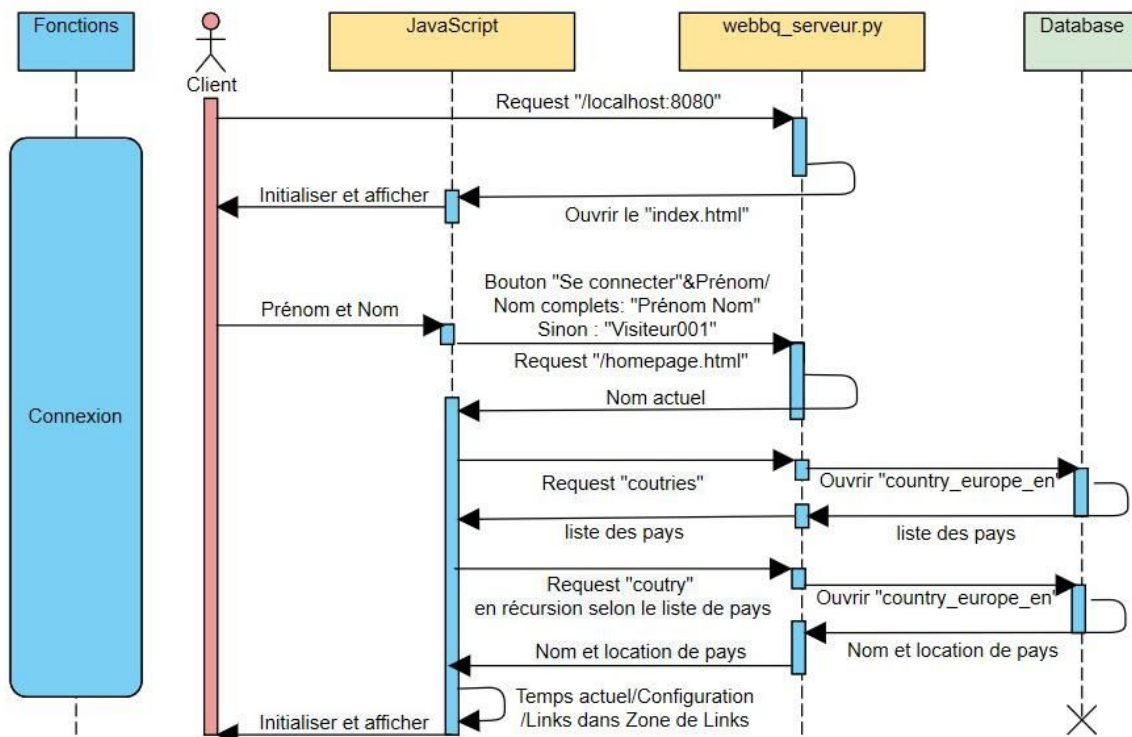 Fonctions
Client
JavaScript
webbq_serveur.py
Database
Request "/localhost:8080"
Initialiser et afficher
Ouvrir le "index.html"
Bouton "Se connecter"&Prénom/
Nom complets: "Prénom Nom"
Sinon : "Visiteur001"
Prénom et Nom
Request "/homepage.html"
Nom actuel
Connexion
Request "coutries"
Ouvrir "country_europe_en"
liste des pays
liste des pays
Request "coutry"
en récursion selon le liste de pays
Ouvrir "country_europe_en"
Nom et location de pays
Nom et location de pays
Temps actuel/Configuration
/Links dans Zone de Links
Initialiser et afficher